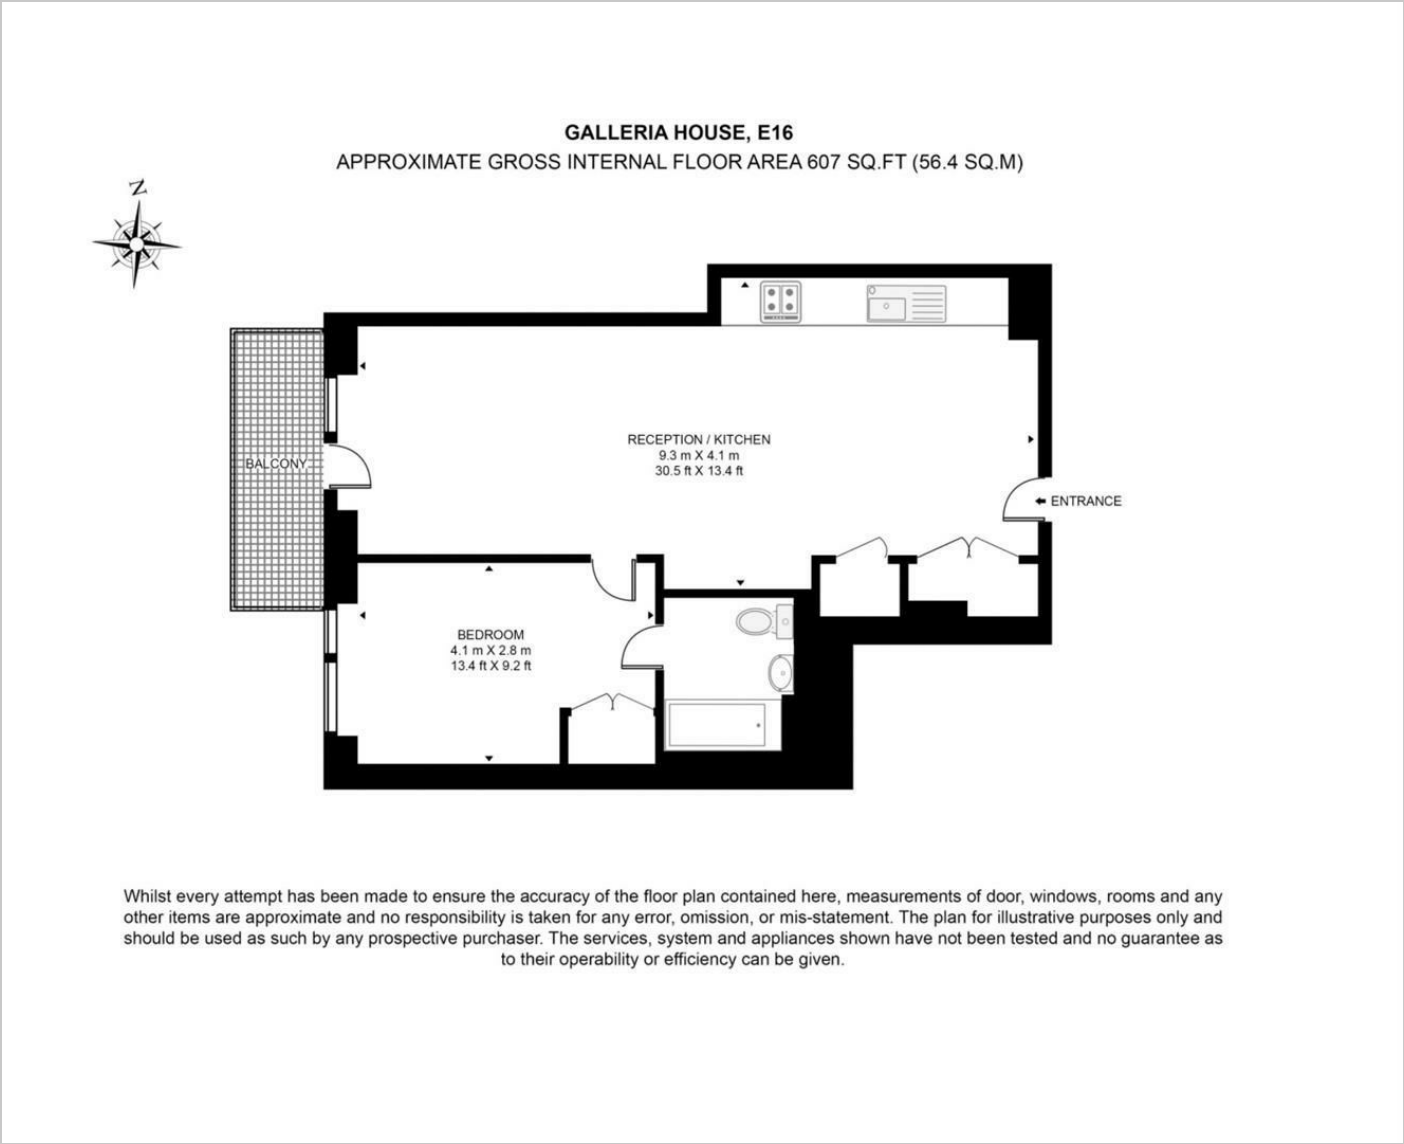 GALLERIA HOUSE, E16
APPROXIMATE GROSS INTERNAL FLOOR AREA 607 SQ.FT (56.4 SQ.M)
N
RECEPTION / KITCHEN
9.3 m X 4.1 m
30.5 ft X 13.4 ft
BALCONY
ENTRANCE
BEDROOM
4.1 m X 2.8 m
13.4 ft X 9.2 ft
Whilst every attempt has been made to ensure the accuracy of the floor plan contained here, measurements of door, windows, rooms and any
other items are approximate and no responsibility is taken for any error, omission, or mis-statement. The plan for illustrative purposes only and
should be used as such by any prospective purchaser. The services, system and appliances shown have not been tested and no guarantee as
to their operability or efficiency can be given.